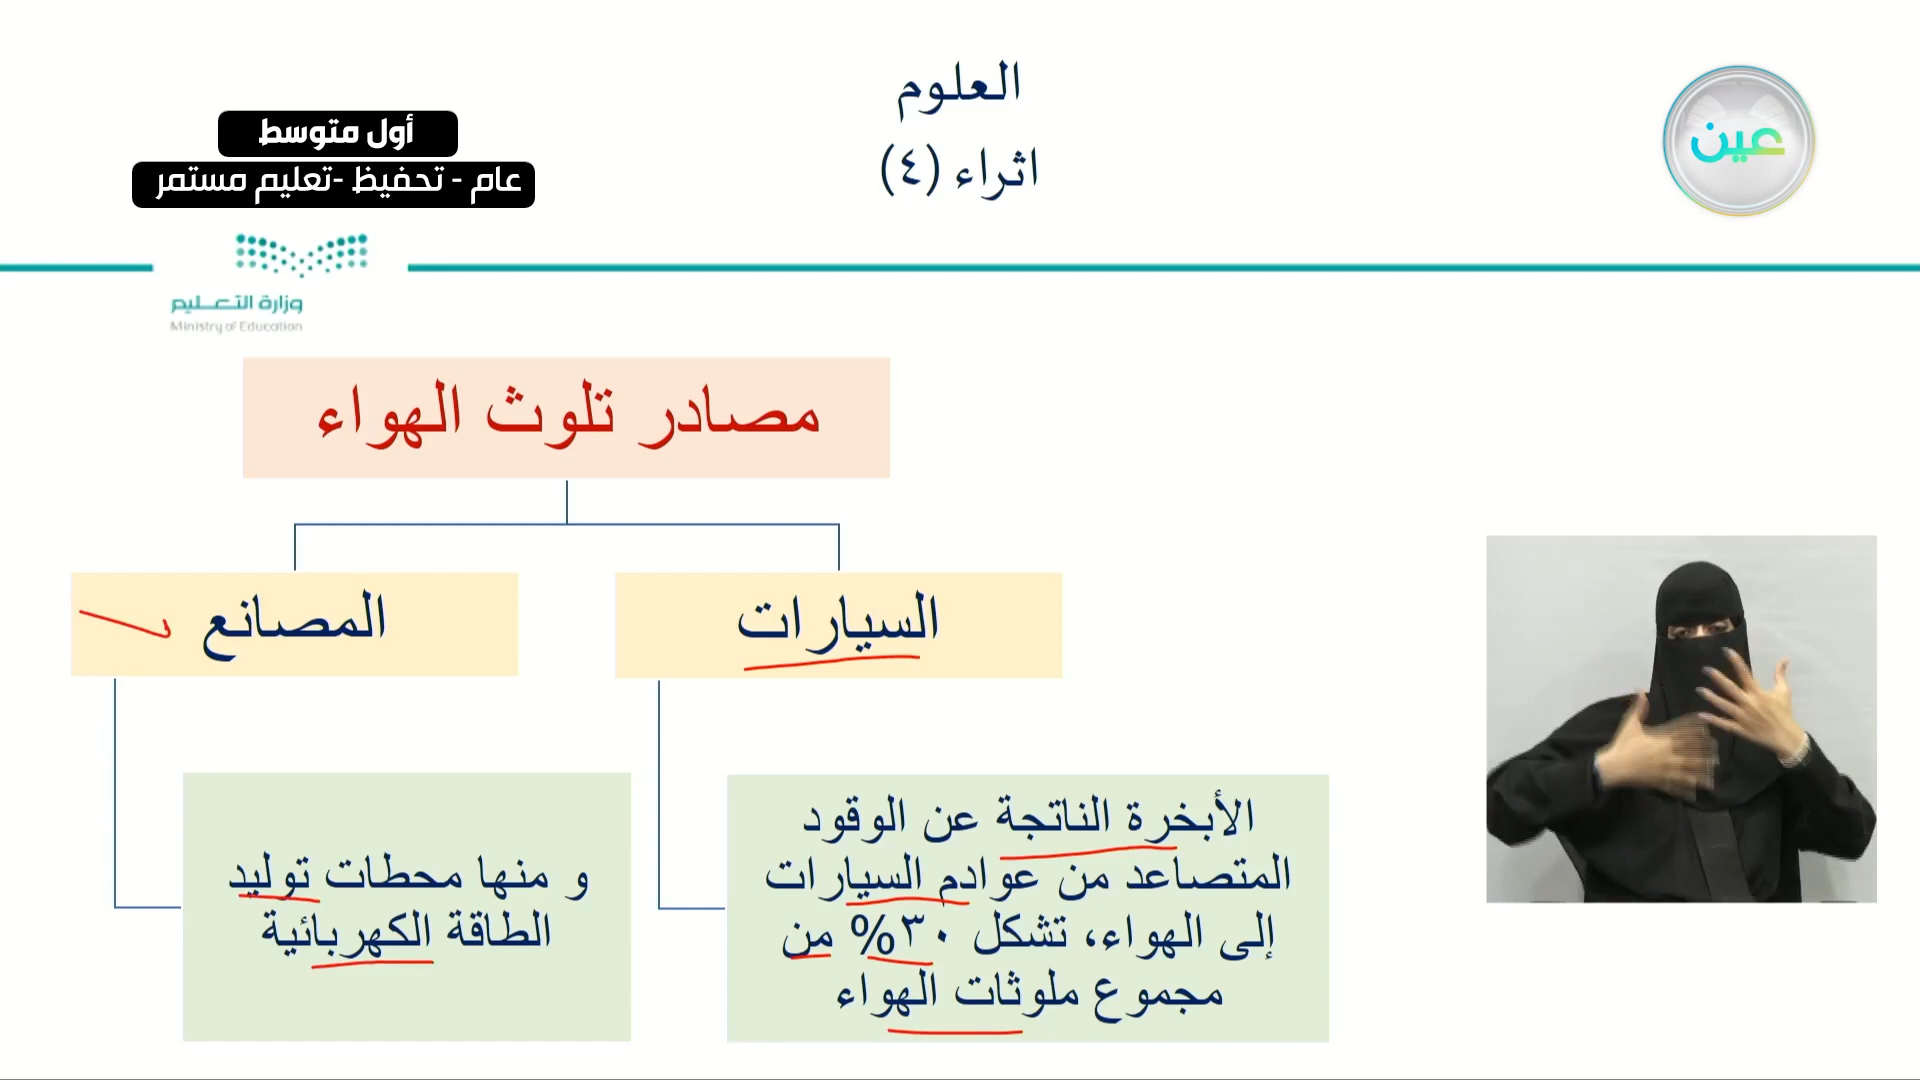 العلوم
اثراء (٤)
عين
أول متوسط
عام - تحفيظ -تعليم مستمر
وزارة التعليم
Ministry of Education
مصادر تلوث الهواء
السيارات
المصانع
الأبخرة الناتجة عن الوقود
المتصاعد من عوادم السيارات
إلى الهواء، تشكل ٣٠% من
مجموع ملوثات الهواء
و منها محطات توليد
الطاقة الكهربائية